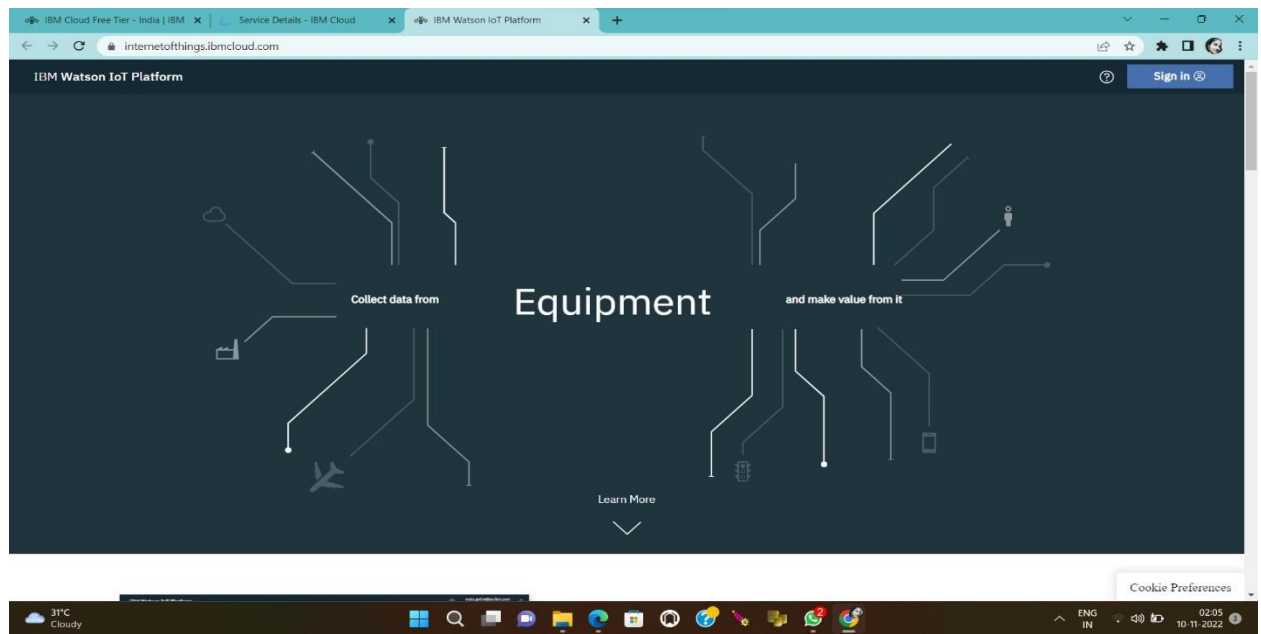 IBM Cloud Free Tier - India | IBM
Service Details - IBM Cloud
IBM Watson IoT Platform
internetofthings.ibmcloud.com
IBM Watson IoT Platform
Sign in
Collect data from Equipment and make value from it
Learn More
Cookie Preferences
31°C
Cloudy
ENG
IN
02:05
10-11-2022
3